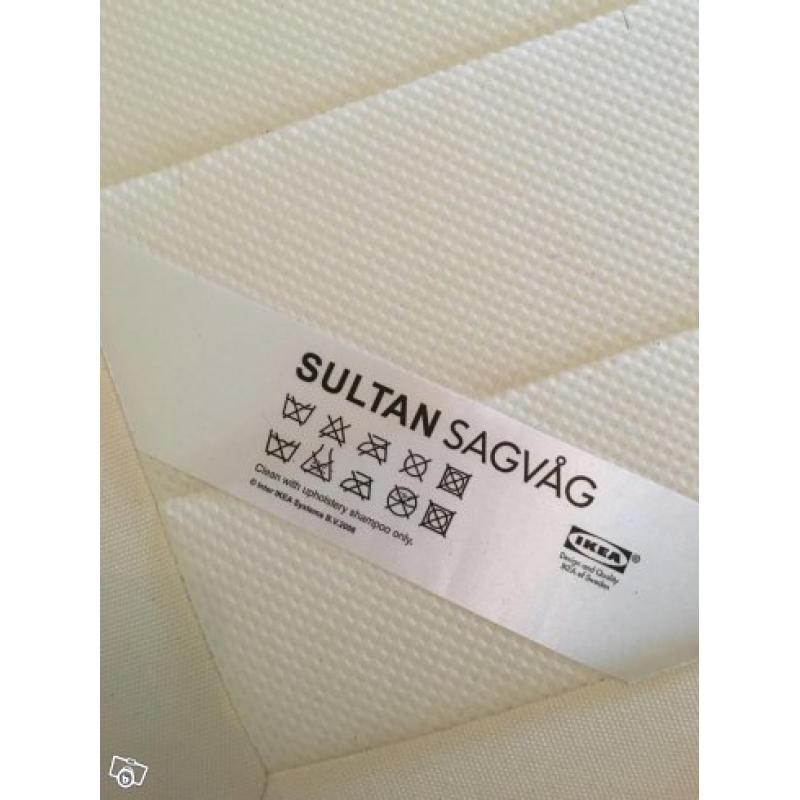 SULTAN SAGVÅG
Clean with upholstery shampoo only.
© Inter IKEA Systems B.V.2008
IKEA®
Design and Quality
IKEA of Sweden